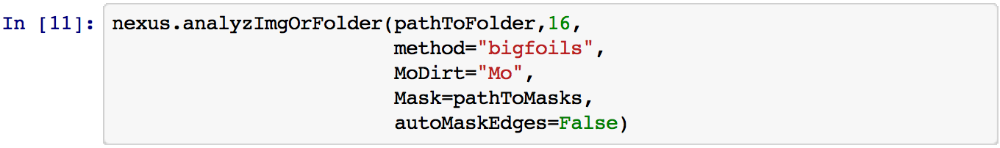 In [11]: nexus.analyzImgOrFolder(pathToFolder,16,
method="bigfoils",
MoDirt="Mo",
Mask=pathToMasks,
autoMaskEdges=False)